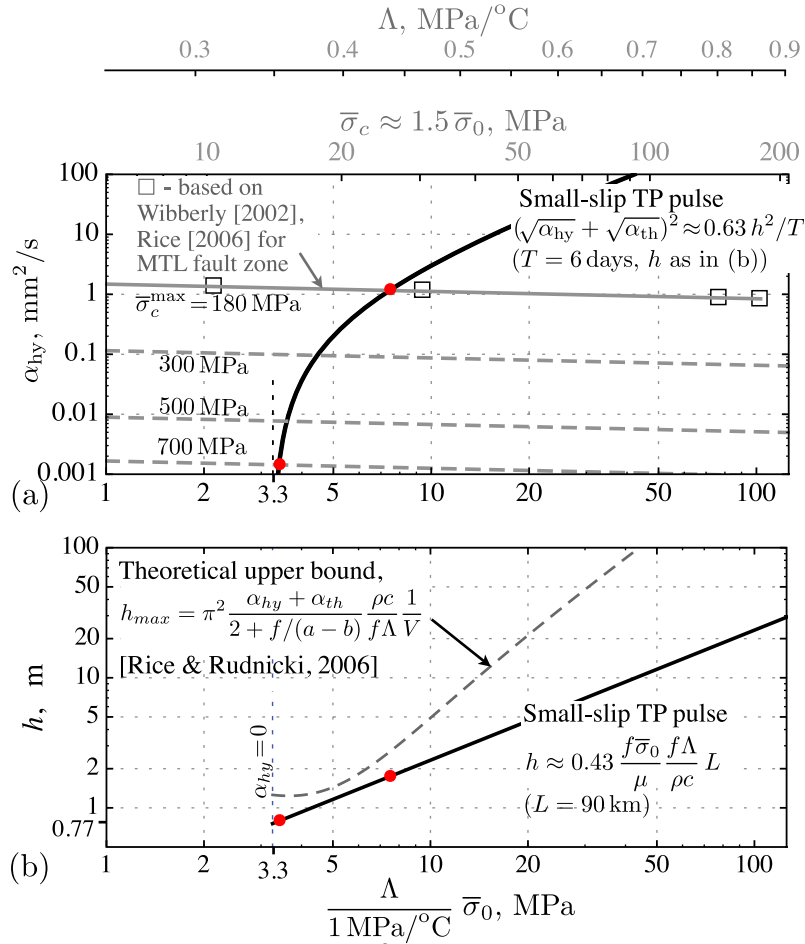 Λ, MPa/°C
0.3 0.4 0.5 0.6 0.7 0.8 0.9
σ̅c ≈ 1.5 σ̅0, MPa
10 20 50 100 200
αhy, mm²/s
100
10
1
0.1
0.01
0.001
□ - based on
Wibberly [2002],
Rice [2006] for
MTL fault zone
σ̅c^max = 180 MPa
300 MPa
500 MPa
700 MPa
Small-slip TP pulse
(√αhy + √αth)² ≈ 0.63 h²/T
(T = 6 days, h as in (b))
1 2 3.3 5 10 20 50 100
(a)
h, m
100
50
20
10
5
2
1
0.77
Theoretical upper bound,
hmax = π² (αhy + αth)/(2 + f/(a − b)) ρc/(fΛ) 1/V
[Rice & Rudnicki, 2006]
αhy = 0
Small-slip TP pulse
h ≈ 0.43 (fσ̅0)/μ (fΛ)/(ρc) L
(L = 90 km)
1 2 3.3 5 10 20 50 100
(b)
Λ/(1 MPa/°C) σ̅0, MPa